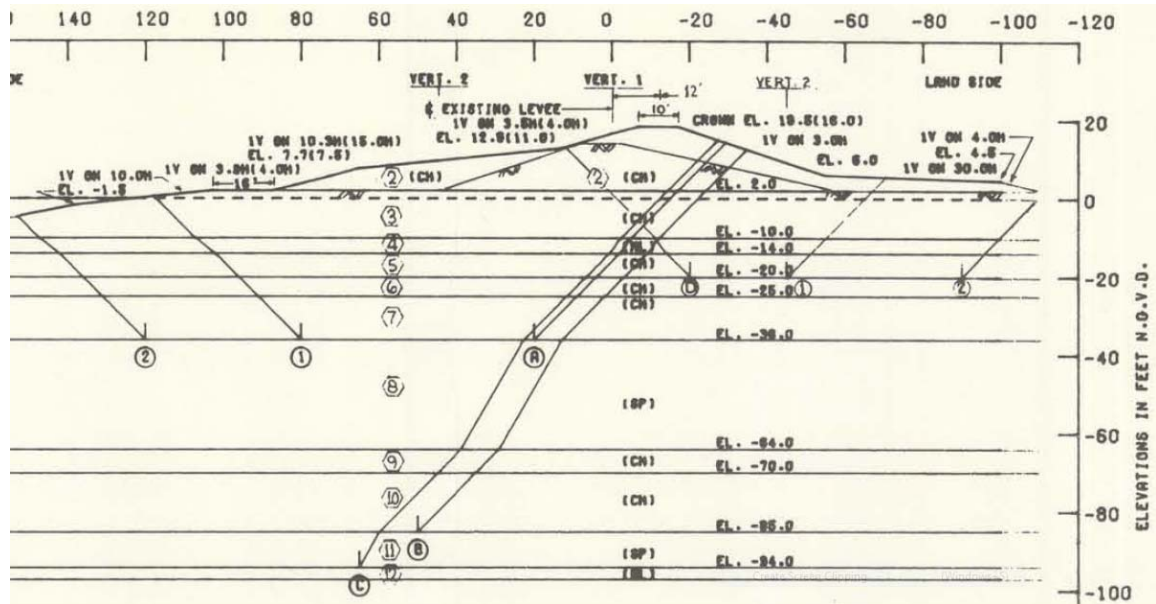 140 120 100 80 60 40 20 0 -20 -40 -60 -80 -100 -120
DE VERT. 2 VERT. 1 VERT. 2 LAND SIDE
12'
₵ EXISTING LEVEE 10' CROWN EL. 19.5(16.0)
1V ON 3.5H(4.0H) 1V ON 3.0H 1V ON 4.0H
20
1V ON 10.3H(15.0H) EL. 12.9(11.0) EL. 4.5
EL. 7.7(7.5) EL. 6.0 1V ON 30.0H
1V ON 10.0H 1V ON 3.9H(4.0H)
EL. -1.5 16 2 (CH) 2 (CH) EL. 2.0
0
3 (CH)
EL. -10.0
4 (ML) EL. -14.0
5 (CH) EL. -20.0
-20
6 (CH) EL. -25.0 D 1 2
7 (CH)
EL. -36.0
2 1 A
-40
8
(SP)
EL. -64.0
-60
9 (CH) EL. -70.0
10 (CH)
-80
EL. -85.0
11 B (SP)
EL. -94.0
C 12 (ML)
-100
ELEVATIONS IN FEET N.G.V.D.